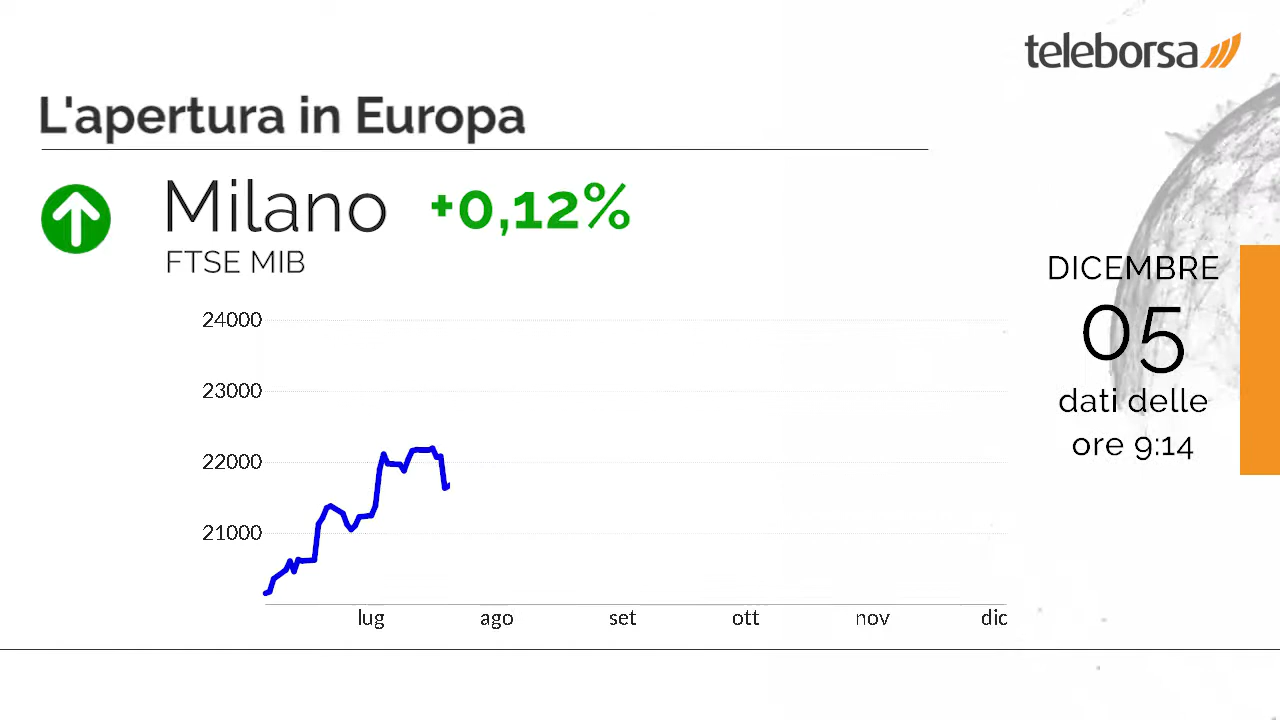 teleborsa
L'apertura in Europa
Milano +0,12%
FTSE MIB
DICEMBRE
05
dati delle
ore 9:14
24000
23000
22000
21000
lug ago set ott nov dic